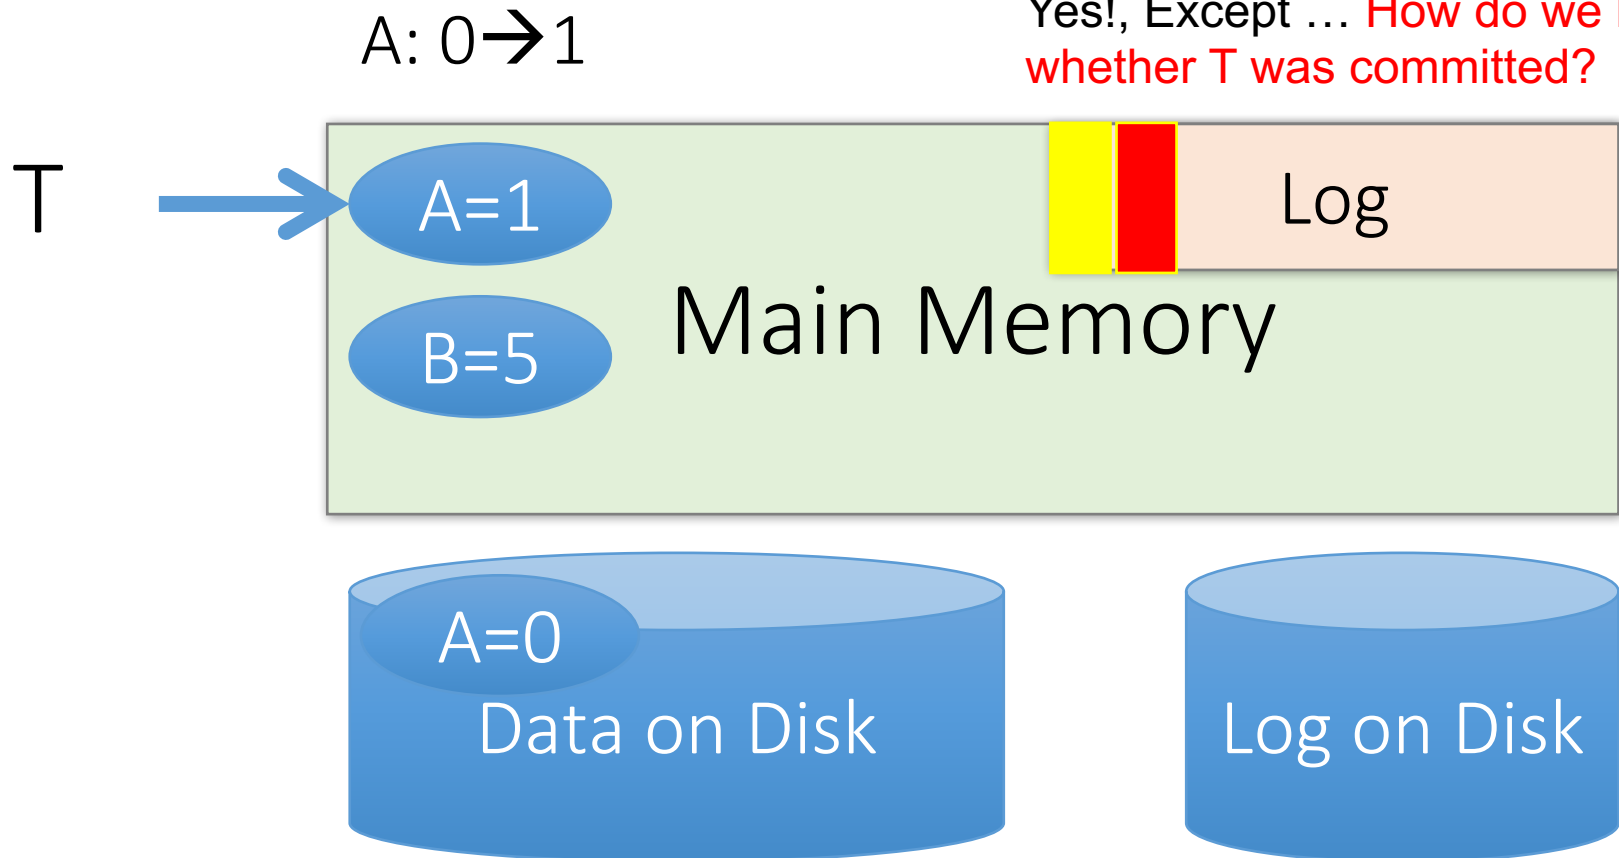 A: 0→1
Yes!, Except … How do we
whether T was committed?
T
A=1
Log
B=5
Main Memory
A=0
Data on Disk
Log on Disk